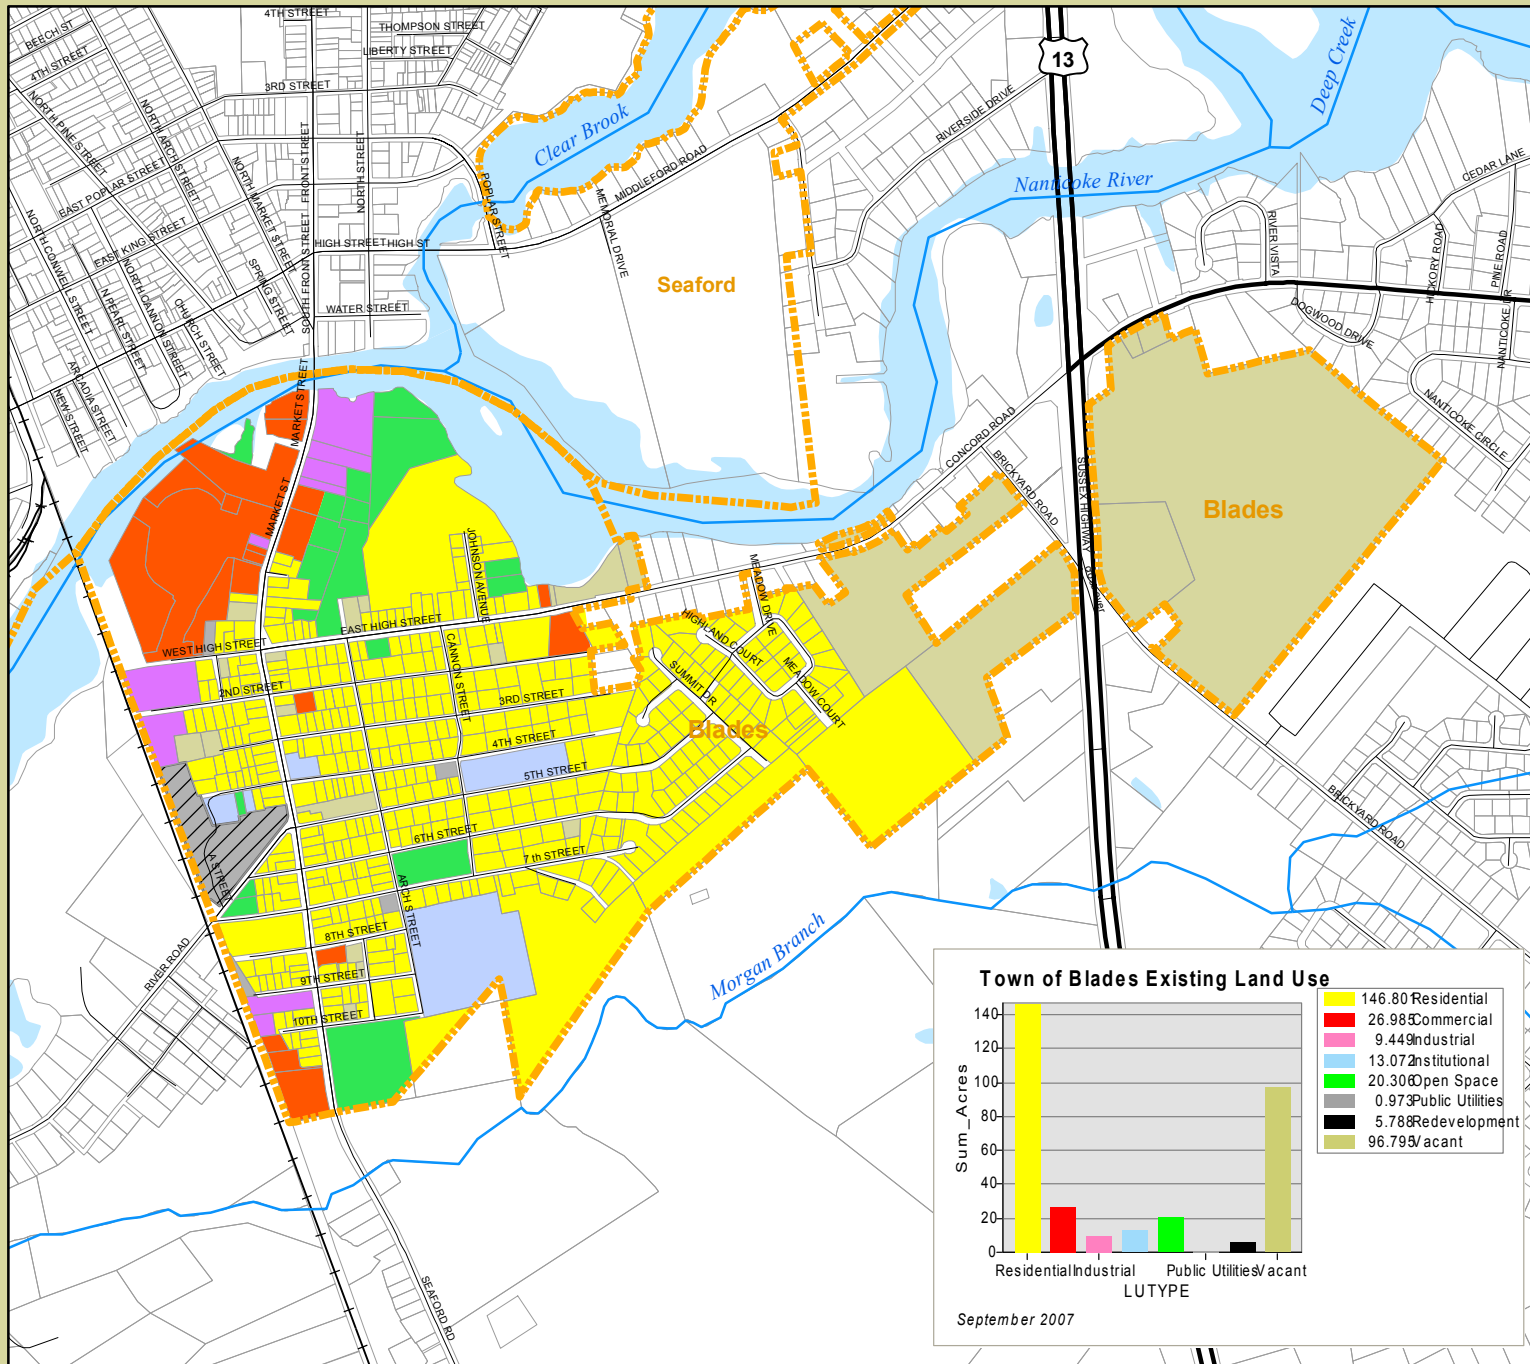 4TH STREET
THOMPSON STREET
BEECH ST
LIBERTY STREET
4TH STREET
3RD STREET
13
Deep Creek
NORTH PINE STREET
NORTH ARCH STREET
Clear Brook
RIVERSIDE DRIVE
FRONT STREET
NORTH STREET
MIDDLEFORD ROAD
CEDAR LANE
EAST POPLAR STREET
NORTH MARKET STREET
POPLAR STREET
MEMORIAL DRIVE
Nanticoke River
EAST KING STREET
NORTH CONWELL STREET
HIGH STREET
HIGH ST
RIVER VISTA
HICKORY ROAD
PINE ROAD
NORTH CANNON STREET
N PEARL STREET
SPRING STREET
SOUTH FRONT STREET
Seaford
CHURCH STREET
WATER STREET
DOGWOOD DRIVE
NANTICOKE DR
ARCADIA STREET
NEW STREET
MARKET STREET
NANTICOKE CIRCLE
CONCORD ROAD
BRICKYARD ROAD
SUSSEX HIGHWAY
MARKET ST
Blades
JOHNSON AVENUE
MEADOW DRIVE
EAST HIGH STREET
HIGHLAND COURT
WEST HIGH STREET
CANNON STREET
SUMMIT DR
MEADOW COURT
2ND STREET
3RD STREET
Blades
4TH STREET
5TH STREET
BRICKYARD ROAD
6TH STREET
7 th STREET
A STREET
ARCH STREET
8TH STREET
RIVER ROAD
Morgan Branch
9TH STREET
10TH STREET
SEAFORD RD
Town of Blades Existing Land Use
146.801 Residential
26.985 Commercial
9.449 Industrial
13.072 Institutional
20.306 Open Space
0.973 Public Utilities
5.788 Redevelopment
96.795 Vacant
140
120
100
80
60
40
20
0
Sum_Acres
Residential Industrial Public Utilities Vacant
LUTYPE
September 2007